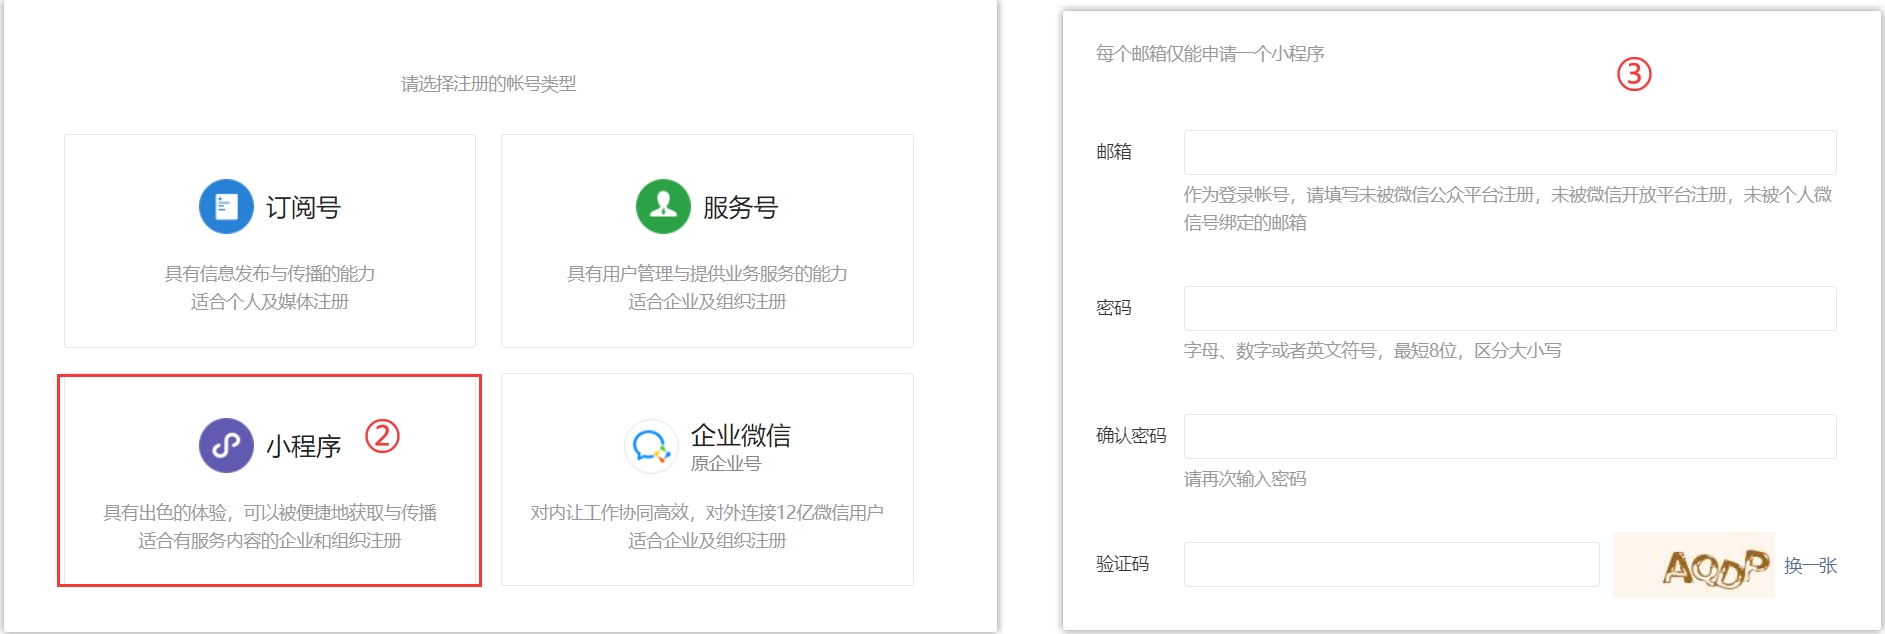 请选择注册的帐号类型
订阅号
具有信息发布与传播的能力
适合个人及媒体注册
服务号
具有用户管理与提供业务服务的能力
适合企业及组织注册
小程序 ②
具有出色的体验，可以被便捷地获取与传播
适合有服务内容的企业和组织注册
企业微信
原企业号
对内让工作协同高效，对外连接12亿微信用户
适合企业及组织注册
每个邮箱仅能申请一个小程序
③
邮箱
作为登录帐号，请填写未被微信公众平台注册，未被微信开放平台注册，未被个人微
信号绑定的邮箱
密码
字母、数字或者英文符号，最短8位，区分大小写
确认密码
请再次输入密码
验证码 AQDP 换一张